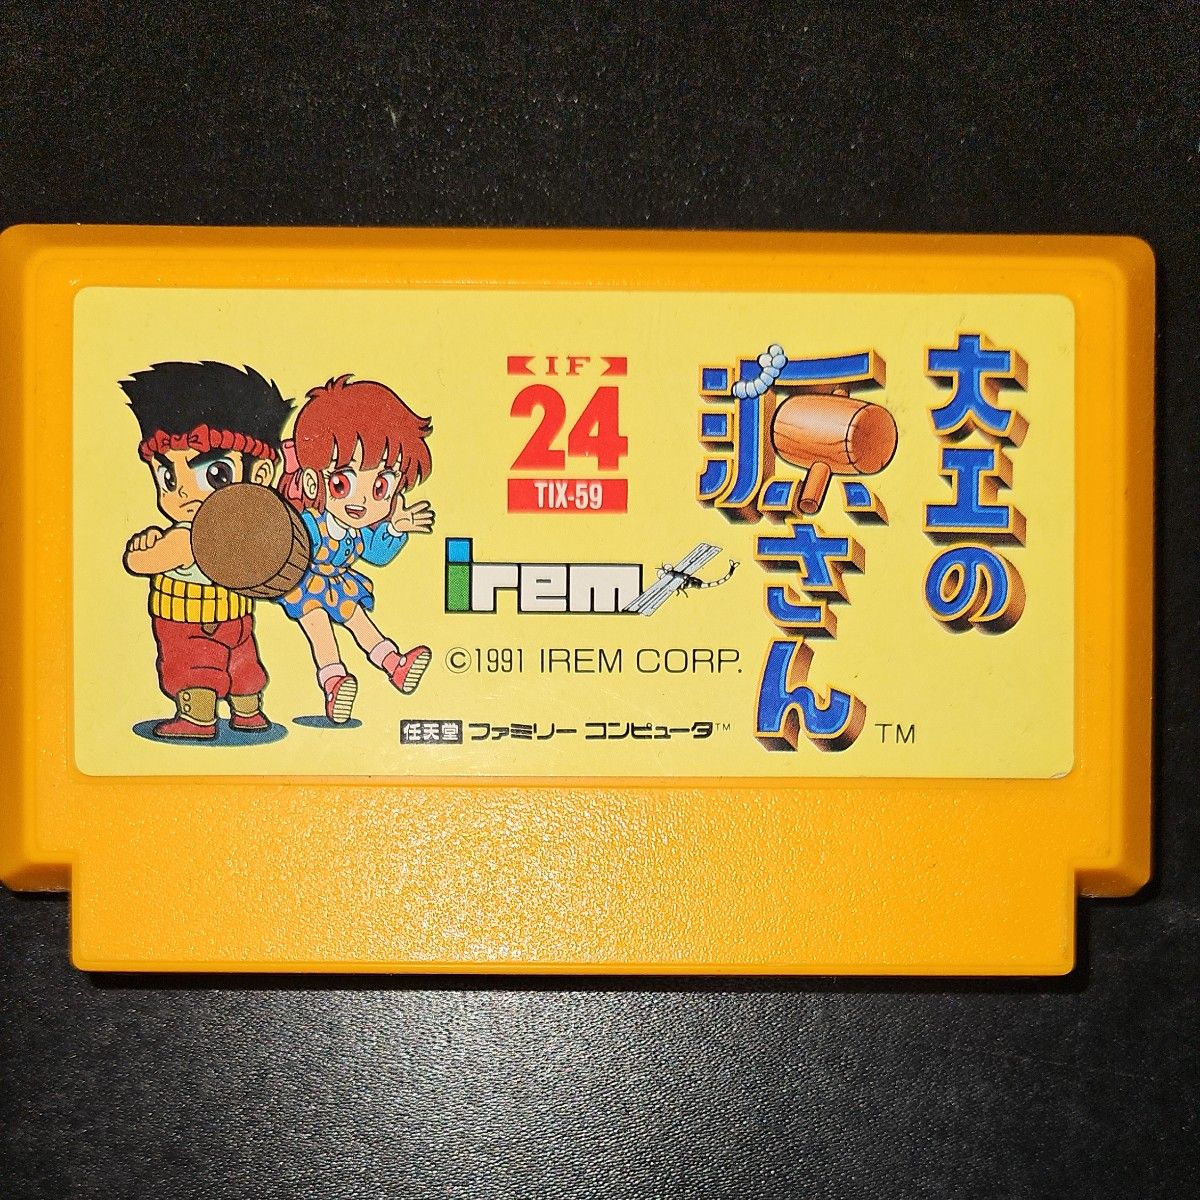 大工の
源さん
TM
IF
24
TIX-59
irem
©1991 IREM CORP.
任天堂 ファミリー コンピュータ™